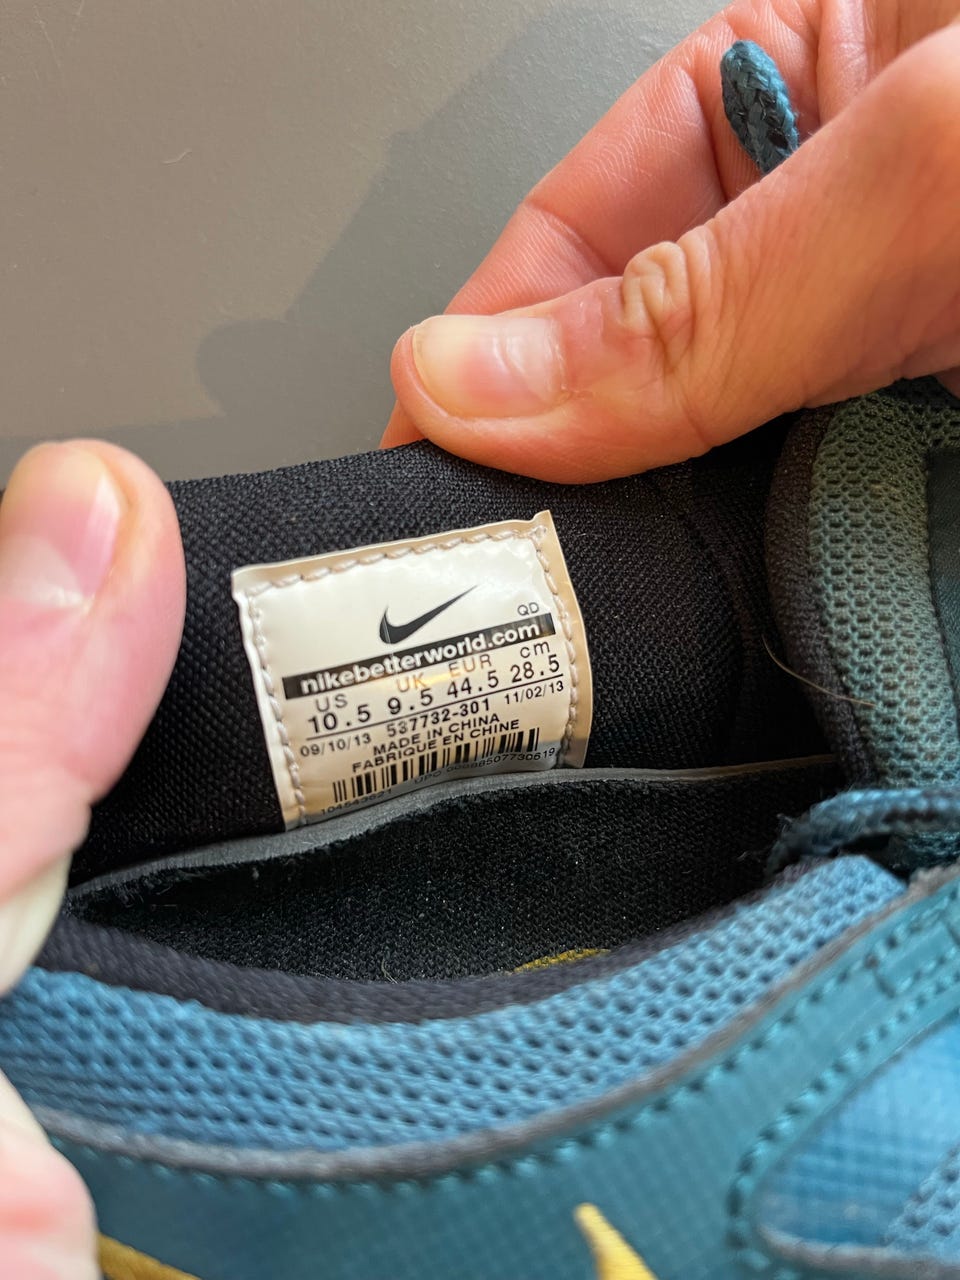 QD
nikebetterworld.com
US UK EUR cm
10.5 9.5 44.5 28.5
09/10/13 537732-301 11/02/13
MADE IN CHINA
FABRIQUE EN CHINE
UPC